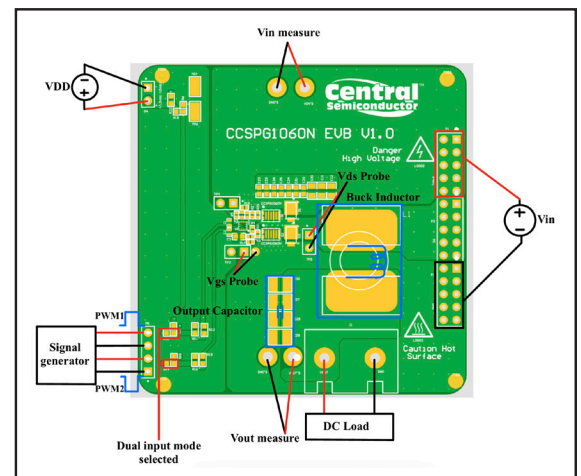 Vin measure
VDD
Central
Semiconductor
CCSPG1060N EVB V1.0
Danger
High Voltage
Vds Probe
Buck Inductor
L1
Vin
Vgs Probe
Output Capacitor
PWM1
Signal
generator
PWM2
Caution Hot
Surface
DC Load
Dual input mode
selected
Vout measure